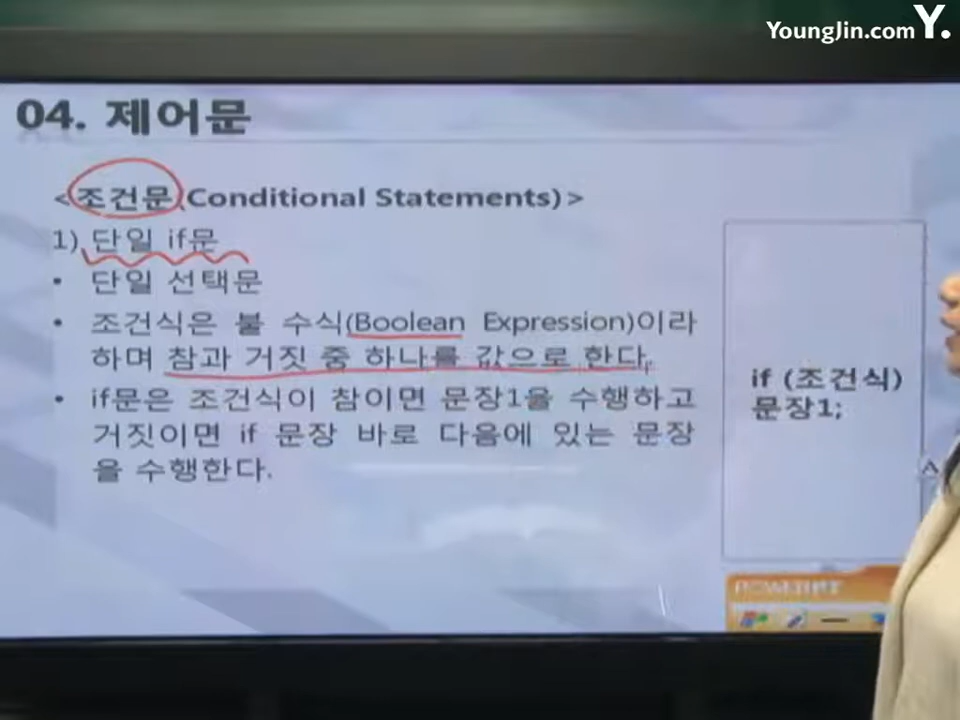 YoungJin.com Y.
04. 제어문
<조건문(Conditional Statements)>
1) 단일 if문
• 단일 선택문
• 조건식은 불 수식(Boolean Expression)이라
하며 참과 거짓 중 하나를 값으로 한다.
• if문은 조건식이 참이면 문장1을 수행하고
거짓이면 if 문장 바로 다음에 있는 문장
을 수행한다.
if (조건식)
문장1;